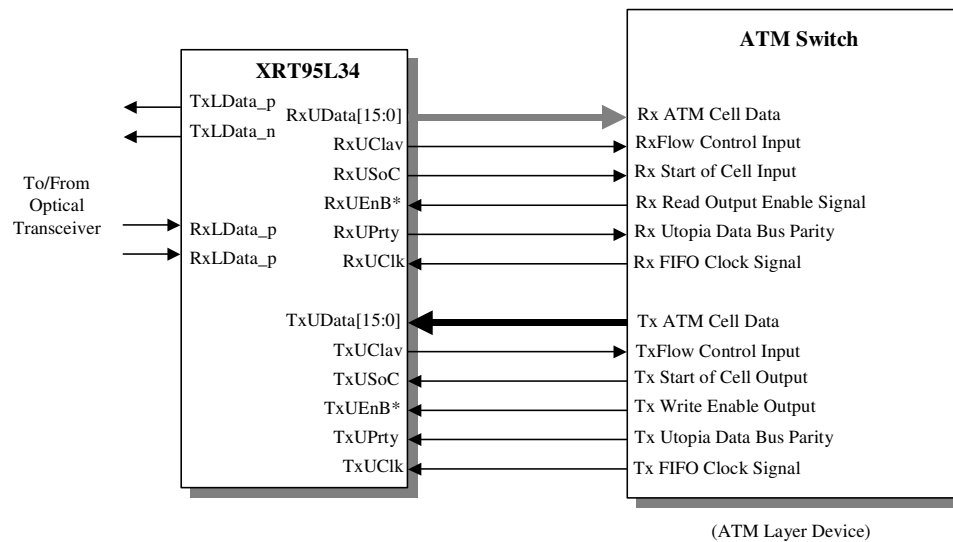 ATM Switch
XRT95L34
TxLData_p
TxLData_n
To/From
Optical
Transceiver
RxLData_p
RxLData_p
RxUData[15:0]
RxUClav
RxUSoC
RxUEnB*
RxUPrty
RxUClk
TxUData[15:0]
TxUClav
TxUSoC
TxUEnB*
TxUPrty
TxUClk
Rx ATM Cell Data
RxFlow Control Input
Rx Start of Cell Input
Rx Read Output Enable Signal
Rx Utopia Data Bus Parity
Rx FIFO Clock Signal
Tx ATM Cell Data
TxFlow Control Input
Tx Start of Cell Output
Tx Write Enable Output
Tx Utopia Data Bus Parity
Tx FIFO Clock Signal
(ATM Layer Device)